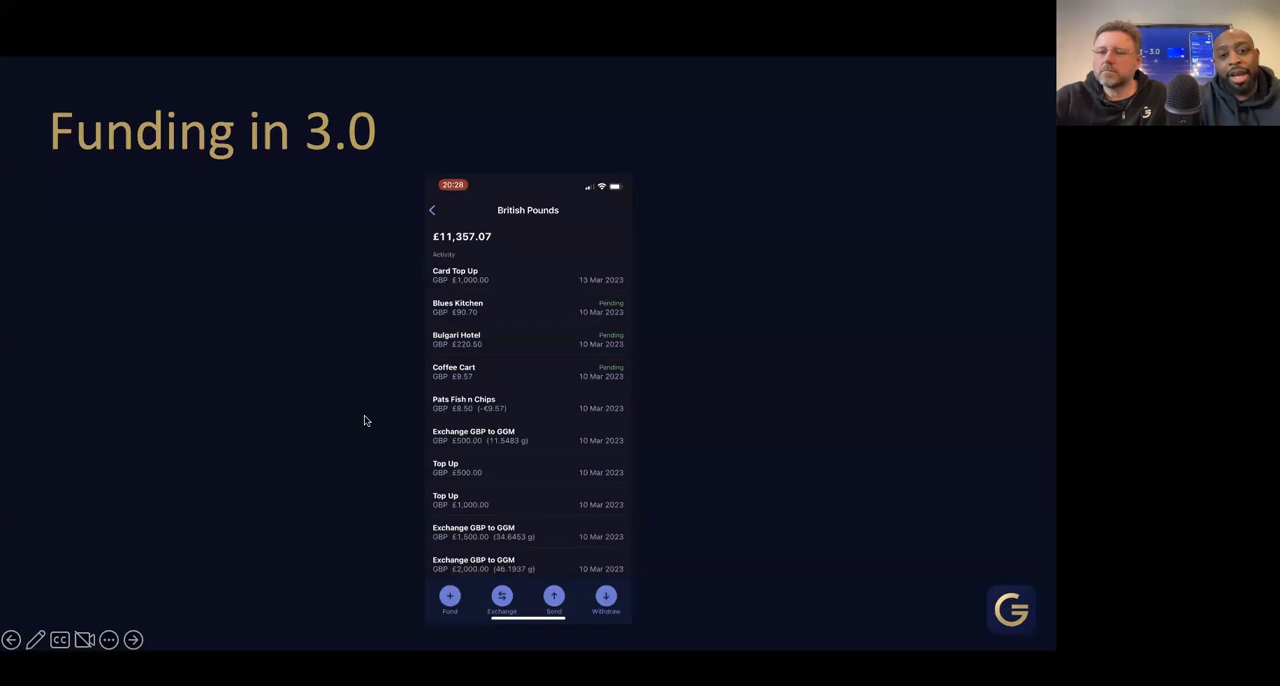 Funding in 3.0
20:28
British Pounds
£11,357.07
Activity
Card Top Up
GBP £1,000.00 13 Mar 2023
Blues Kitchen Pending
GBP £90.70 10 Mar 2023
Bulgari Hotel Pending
GBP £220.50 10 Mar 2023
Coffee Cart Pending
GBP £9.57 10 Mar 2023
Pats Fish n Chips
GBP £8.50 (-€9.57) 10 Mar 2023
Exchange GBP to GGM
GBP £500.00 (11.5483 g) 10 Mar 2023
Top Up
GBP £500.00 10 Mar 2023
Top Up
GBP £1,000.00 10 Mar 2023
Exchange GBP to GGM
GBP £1,500.00 (34.6453 g) 10 Mar 2023
Exchange GBP to GGM
GBP £2,000.00 (46.1937 g) 10 Mar 2023
Fund Exchange Send Withdraw
G
CC
3.0
G